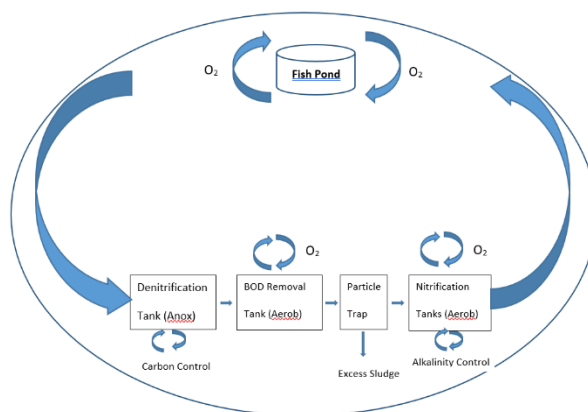 O₂
Fish Pond
O₂
O₂
O₂
Denitrification
Tank (Anox)
BOD Removal
Tank (Aerob)
Particle
Trap
Nitrification
Tanks (Aerob)
Carbon Control
Excess Sludge
Alkalinity Control